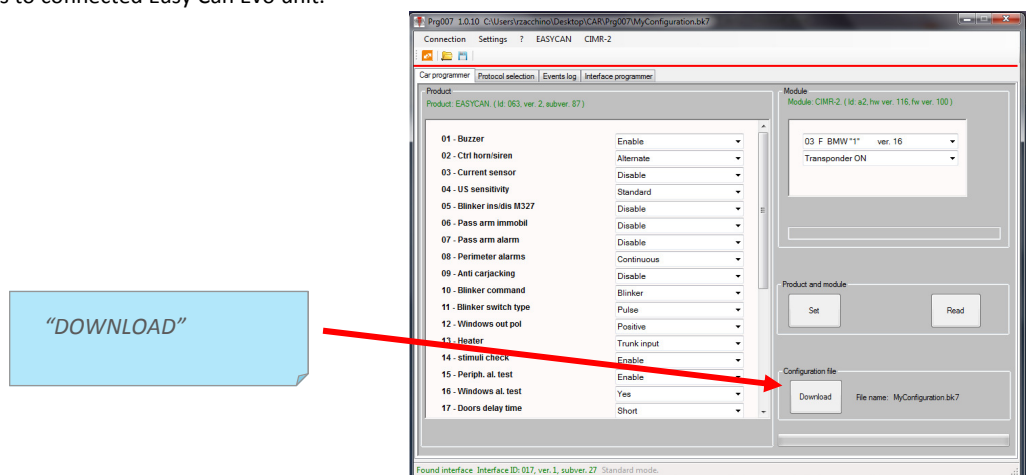 s to connected Easy Can Evo unit.
Prg007 1.0.10 C:\Users\rzacchino\Desktop\CAR\Prg007\MyConfiguration.bk7
Connection Settings ? EASYCAN CIMR-2
Car programmer Protocol selection Events log Interface programmer
Product
Product: EASYCAN. ( Id: 063, ver. 2, subver. 87 )
01 - Buzzer Enable
02 - Ctrl horn/siren Alternate
03 - Current sensor Disable
04 - US sensitivity Standard
05 - Blinker ins/dis M327 Disable
06 - Pass arm immobil Disable
07 - Pass arm alarm Disable
08 - Perimeter alarms Continuous
09 - Anti carjacking Disable
10 - Blinker command Blinker
11 - Blinker switch type Pulse
12 - Windows out pol Positive
13 - Heater Trunk input
14 - stimuli check Enable
15 - Periph. al. test Enable
16 - Windows al. test Yes
17 - Doors delay time Short
Module
Module: CIMR-2. ( Id: a2, hw ver. 116, fw ver. 100 )
03 F BMW "1" ver. 16
Transponder ON
Product and module
Set Read
Configuration file
Download File name: MyConfiguration.bk7
Found interface Interface ID: 017, ver. 1, subver. 27 Standard mode.
“DOWNLOAD”